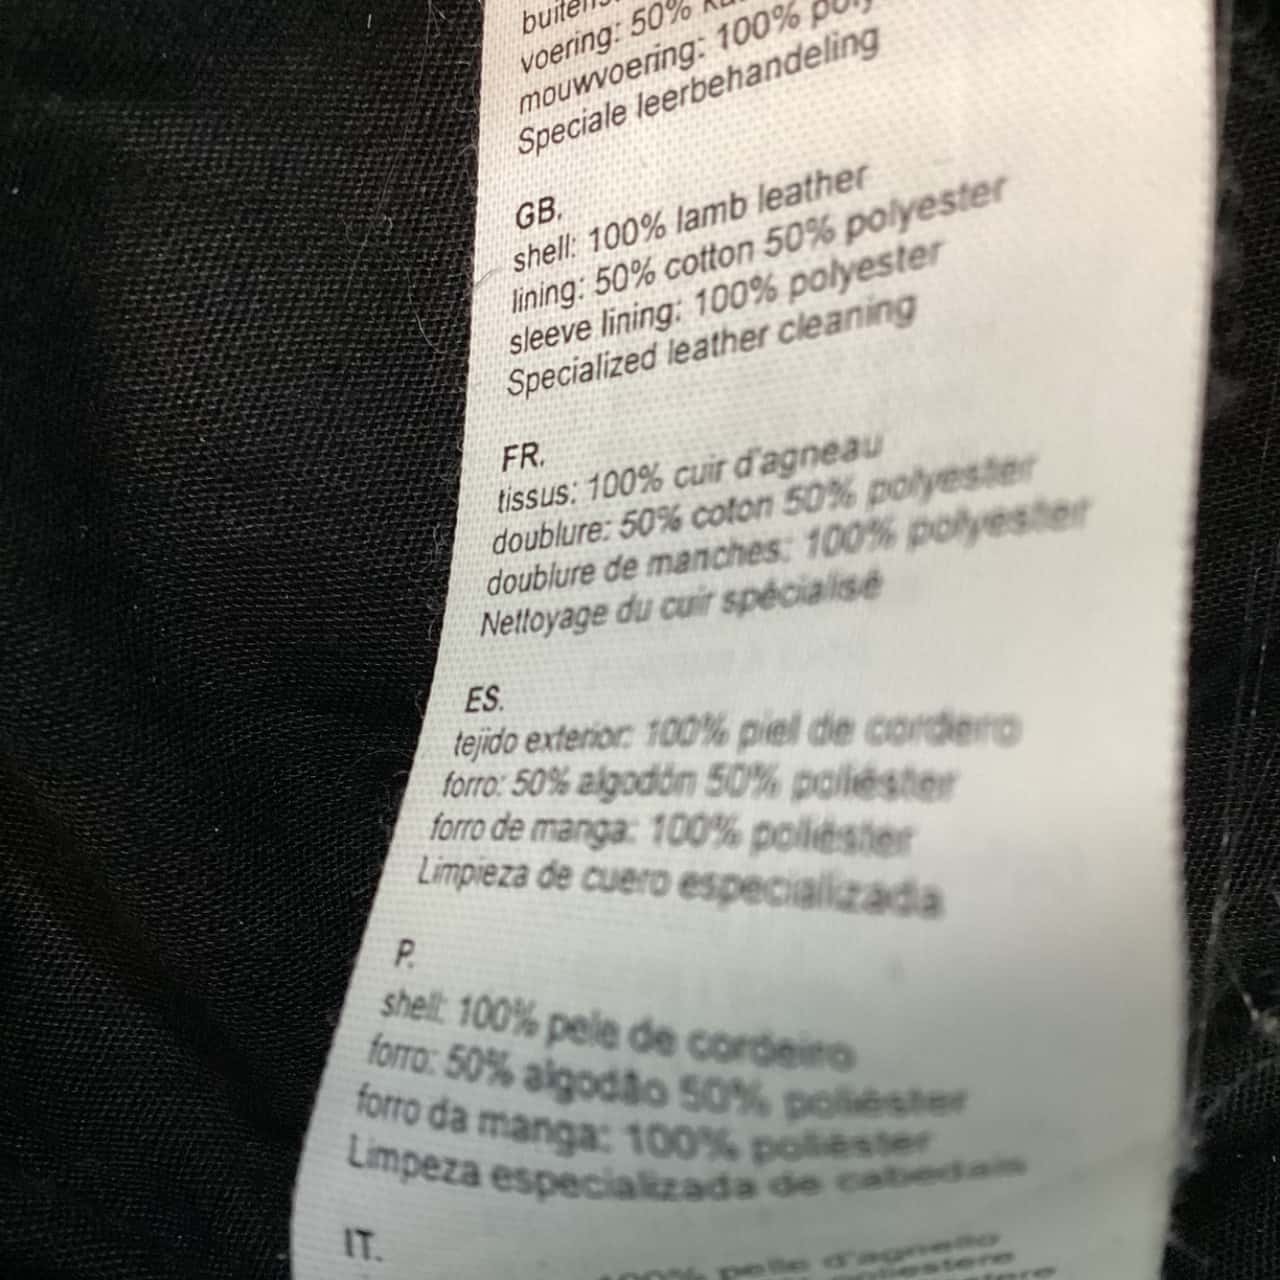 voering: 50%
mouwvoering: 100%
Speciale leerbehandeling
GB.
shell: 100% lamb leather
lining: 50% cotton 50% polyester
sleeve lining: 100% polyester
Specialized leather cleaning
FR.
tissus: 100% cuir d'agneau
doublure: 50% coton 50% polyester
doublure de manches: 100% polyester
Nettoyage du cuir spécialisé
ES.
tejido exterior: 100% piel de cordero
forro: 50% algodón 50% poliéster
forro de manga: 100% poliéster
Limpieza de cuero especializada
P.
shell: 100% pele de cordeiro
forro: 50% algodão 50% poliéster
forro da manga: 100% poliéster
Limpeza especializada de cabedais
IT.
100% pelle d'agnello